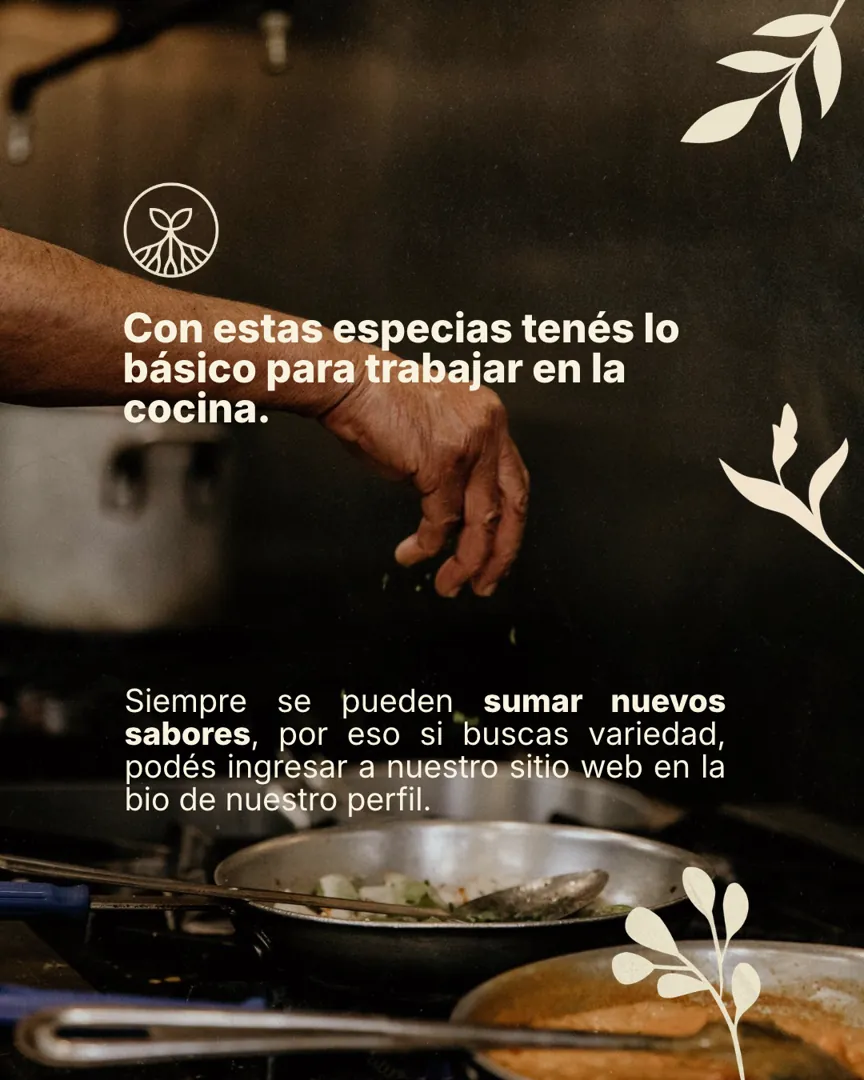 Con estas especias tenés lo
básico para trabajar en la
cocina.
Siempre se pueden sumar nuevos
sabores, por eso si buscas variedad,
podés ingresar a nuestro sitio web en la
bio de nuestro perfil.